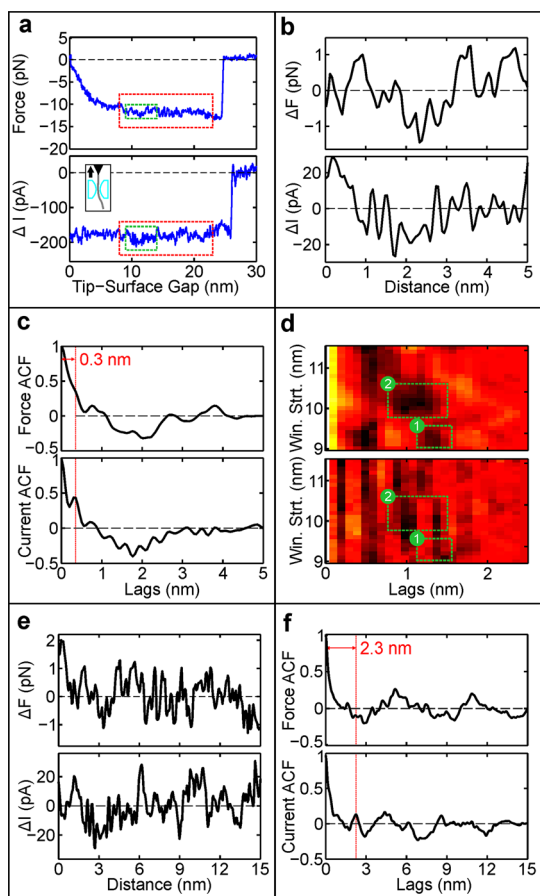 a
Force (pN)
5
0
−5
−10
−15
−20
Δ I (pA)
0
−100
−200
0 10 20 30
Tip−Surface Gap (nm)
b
ΔF (pN)
1
0
1
ΔI (pA)
20
0
−20
0 1 2 3 4 5
Distance (nm)
c
Force ACF
1
0.5
0
−0.5
0.3 nm
Current ACF
1
0.5
0
−0.5
0 1 2 3 4 5
Lags (nm)
d
Win. Strt. (nm)
11
10
9
2
1
Win. Strt. (nm)
11
10
9
2
1
0 1 2
Lags (nm)
e
ΔF (pN)
2
1
0
−1
ΔI (pA)
20
0
−20
0 3 6 9 12 15
Distance (nm)
f
Force ACF
1
0.5
0
−0.5
2.3 nm
Current ACF
1
0.5
0
−0.5
0 3 6 9 12 15
Lags (nm)